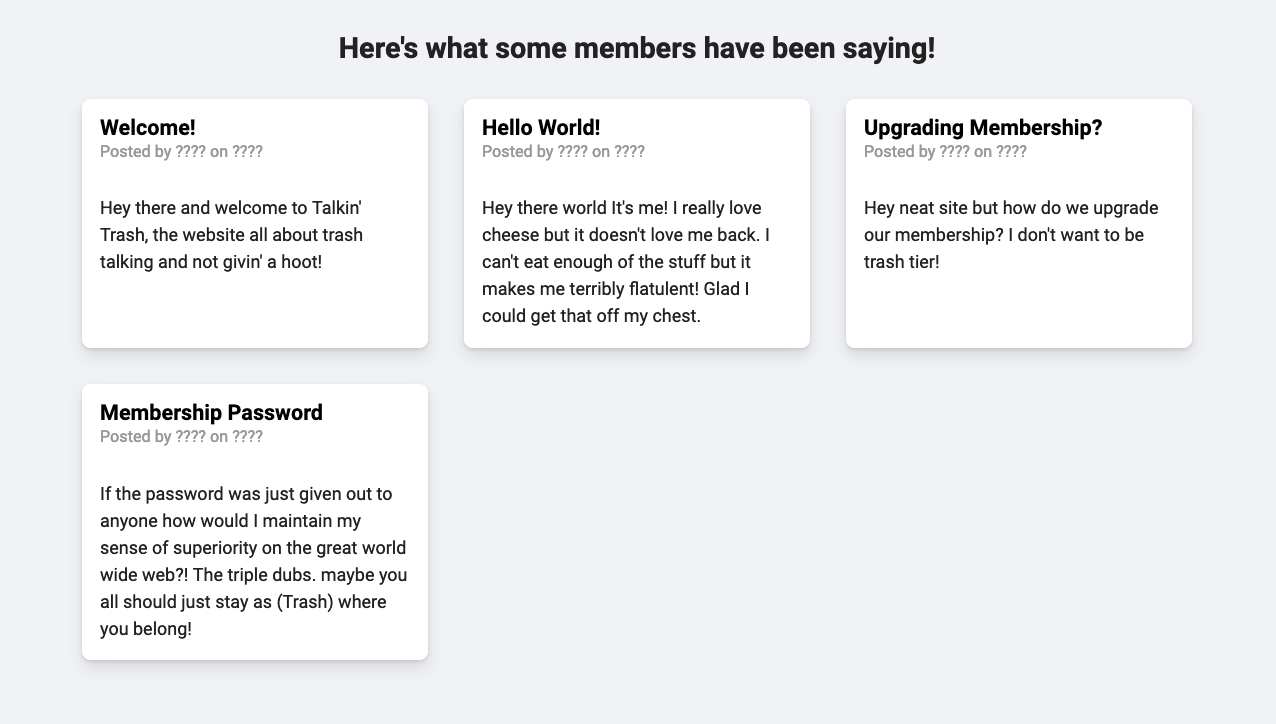 Here's what some members have been saying!
Welcome!
Posted by ???? on ????
Hey there and welcome to Talkin'
Trash, the website all about trash
talking and not givin' a hoot!
Hello World!
Posted by ???? on ????
Hey there world It's me! I really love
cheese but it doesn't love me back. I
can't eat enough of the stuff but it
makes me terribly flatulent! Glad I
could get that off my chest.
Upgrading Membership?
Posted by ???? on ????
Hey neat site but how do we upgrade
our membership? I don't want to be
trash tier!
Membership Password
Posted by ???? on ????
If the password was just given out to
anyone how would I maintain my
sense of superiority on the great world
wide web?! The triple dubs. maybe you
all should just stay as (Trash) where
you belong!